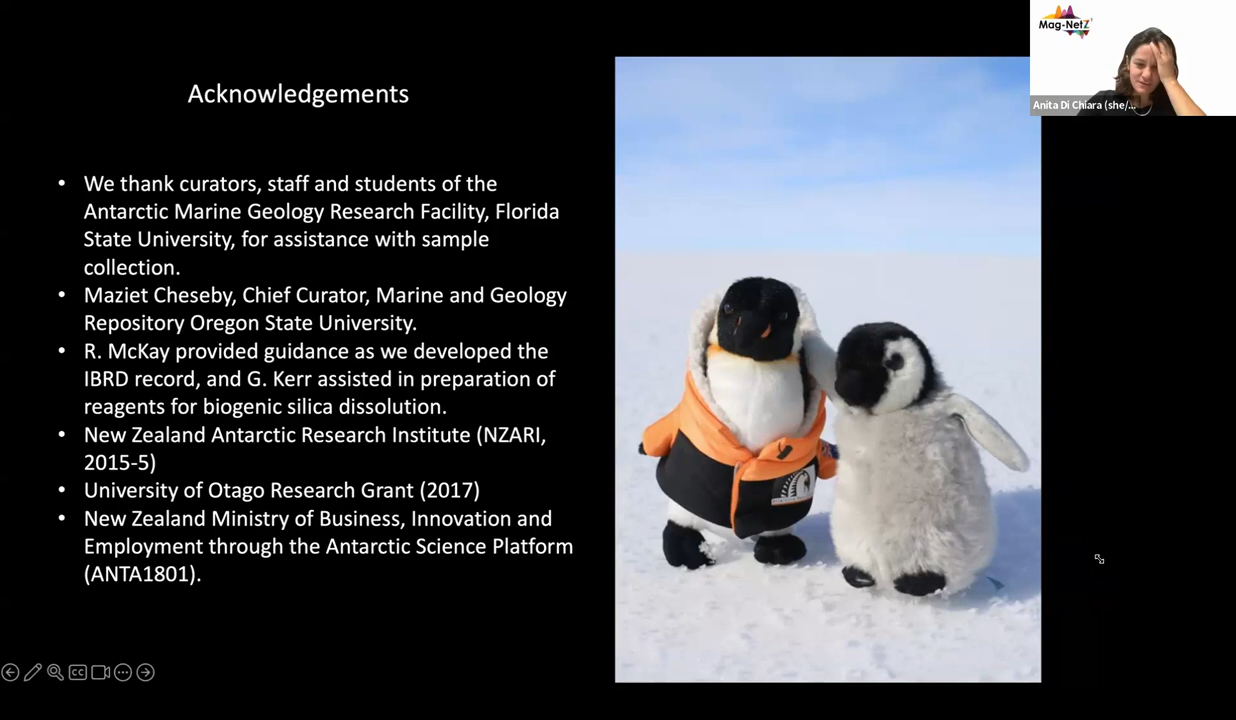 Acknowledgements
• We thank curators, staff and students of the
Antarctic Marine Geology Research Facility, Florida
State University, for assistance with sample
collection.
• Maziet Cheseby, Chief Curator, Marine and Geology
Repository Oregon State University.
• R. McKay provided guidance as we developed the
IBRD record, and G. Kerr assisted in preparation of
reagents for biogenic silica dissolution.
• New Zealand Antarctic Research Institute (NZARI,
2015-5)
• University of Otago Research Grant (2017)
• New Zealand Ministry of Business, Innovation and
Employment through the Antarctic Science Platform
(ANTA1801).
Mag-NetZ
Anita Di Chiara (she/...
CC